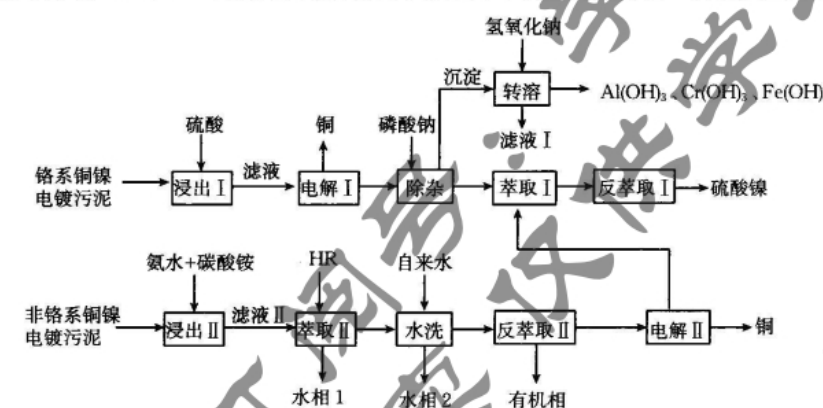 氢氧化钠
沉淀
转溶
Al(OH)₃、Cr(OH)₃、Fe(OH)
硫酸
铜
磷酸钠
滤液Ⅰ
铬系铜镍
电镀污泥
浸出Ⅰ
滤液
电解Ⅰ
除杂
萃取Ⅰ
反萃取Ⅰ
硫酸镍
氨水+碳酸铵
HR
自来水
非铬系铜镍
电镀污泥
浸出Ⅱ
滤液Ⅱ
萃取Ⅱ
水洗
反萃取Ⅱ
电解Ⅱ
铜
水相1
水相2
有机相